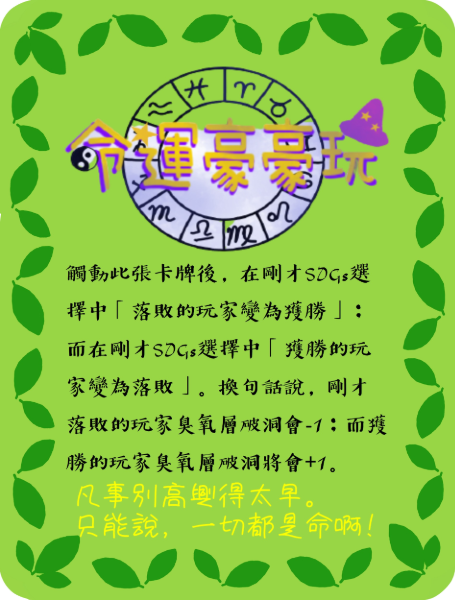 命運豪豪玩
觸動此張卡牌後，在剛才SDGs選
擇中「落敗的玩家變為獲勝」；
而在剛才SDGs選擇中「獲勝的玩
家變為落敗」。換句話說，剛才
落敗的玩家臭氧層破洞會-1；而獲
勝的玩家臭氧層破洞將會+1。
凡事別高興得太早。
只能說，一切都是命啊！